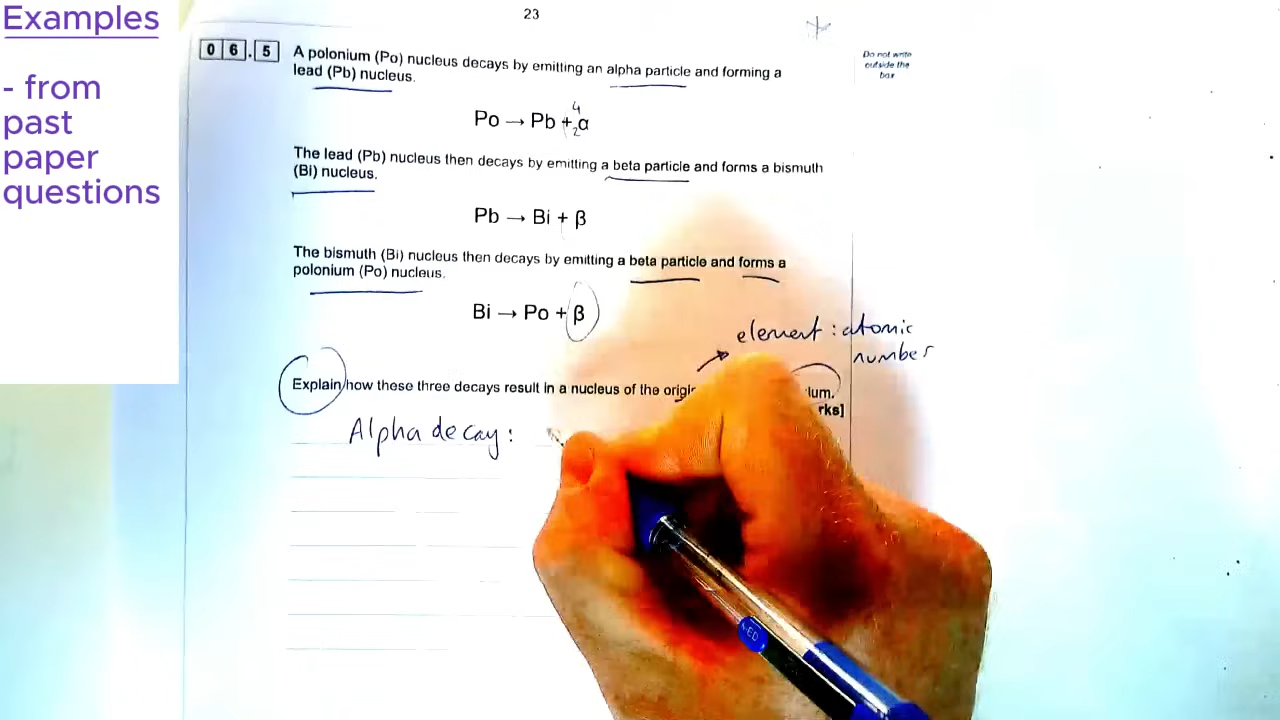 Examples
- from
past
paper
questions
23
0 6 . 5 A polonium (Po) nucleus decays by emitting an alpha particle and forming a
lead (Pb) nucleus.
Do not write
outside the
box
Po → Pb + 4 2 α
The lead (Pb) nucleus then decays by emitting a beta particle and forms a bismuth
(Bi) nucleus.
Pb → Bi + β
The bismuth (Bi) nucleus then decays by emitting a beta particle and forms a
polonium (Po) nucleus.
Bi → Po + β
element : atomic
number
Explain how these three decays result in a nucleus of the
Alpha decay: